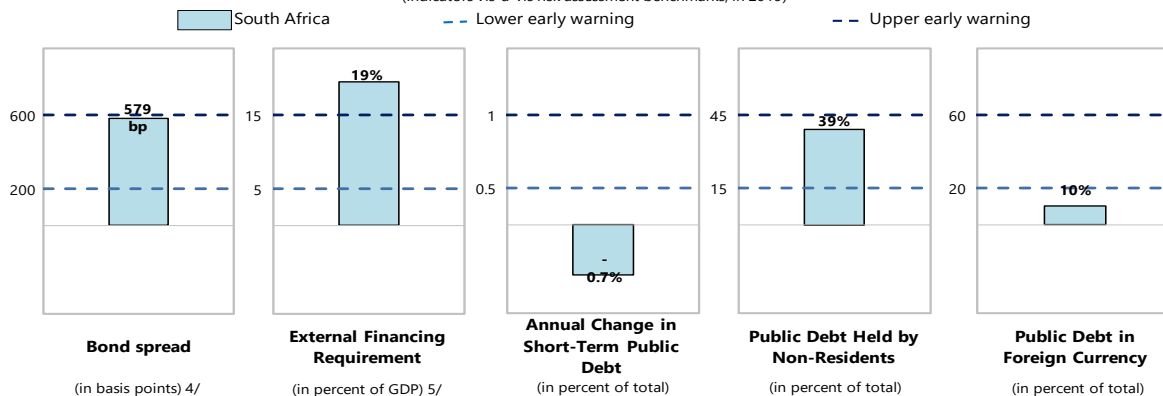 South Africa
Lower early warning
Upper early warning
600
200
579
bp
15
5
19%
1
0.5
-
0.7%
45
15
39%
60
20
10%
Bond spread
(in basis points) 4/
External Financing
Requirement
(in percent of GDP) 5/
Annual Change in
Short-Term Public
Debt
(in percent of total)
Public Debt Held by
Non-Residents
(in percent of total)
Public Debt in
Foreign Currency
(in percent of total)